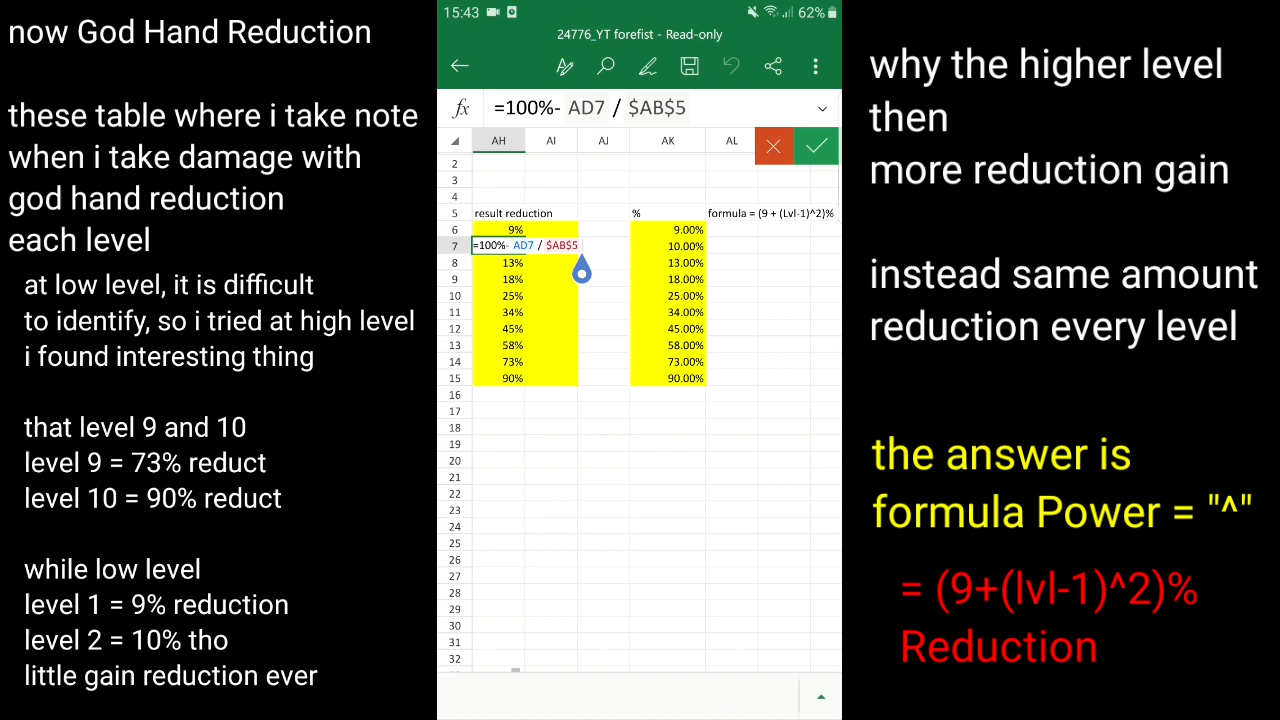 now God Hand Reduction
these table where i take note
when i take damage with
god hand reduction
each level
at low level, it is difficult
to identify, so i tried at high level
i found interesting thing
that level 9 and 10
level 9 = 73% reduct
level 10 = 90% reduct
while low level
level 1 = 9% reduction
level 2 = 10% tho
little gain reduction ever
15:43 62%
24776_YT forefist - Read-only
fx =100%- AD7 / $AB$5
AH AI AJ AK AL
2
3
4
5 result reduction % formula = (9 + (Lvl-1)^2)%
6 9% 9.00%
7 =100%- AD7 / $AB$5 10.00%
8 13% 13.00%
9 18% 18.00%
10 25% 25.00%
11 34% 34.00%
12 45% 45.00%
13 58% 58.00%
14 73% 73.00%
15 90% 90.00%
16
17
18
19
20
21
22
23
24
25
26
27
28
29
30
31
32
why the higher level
then
more reduction gain
instead same amount
reduction every level
the answer is
formula Power = "^"
= (9+(lvl-1)^2)%
Reduction